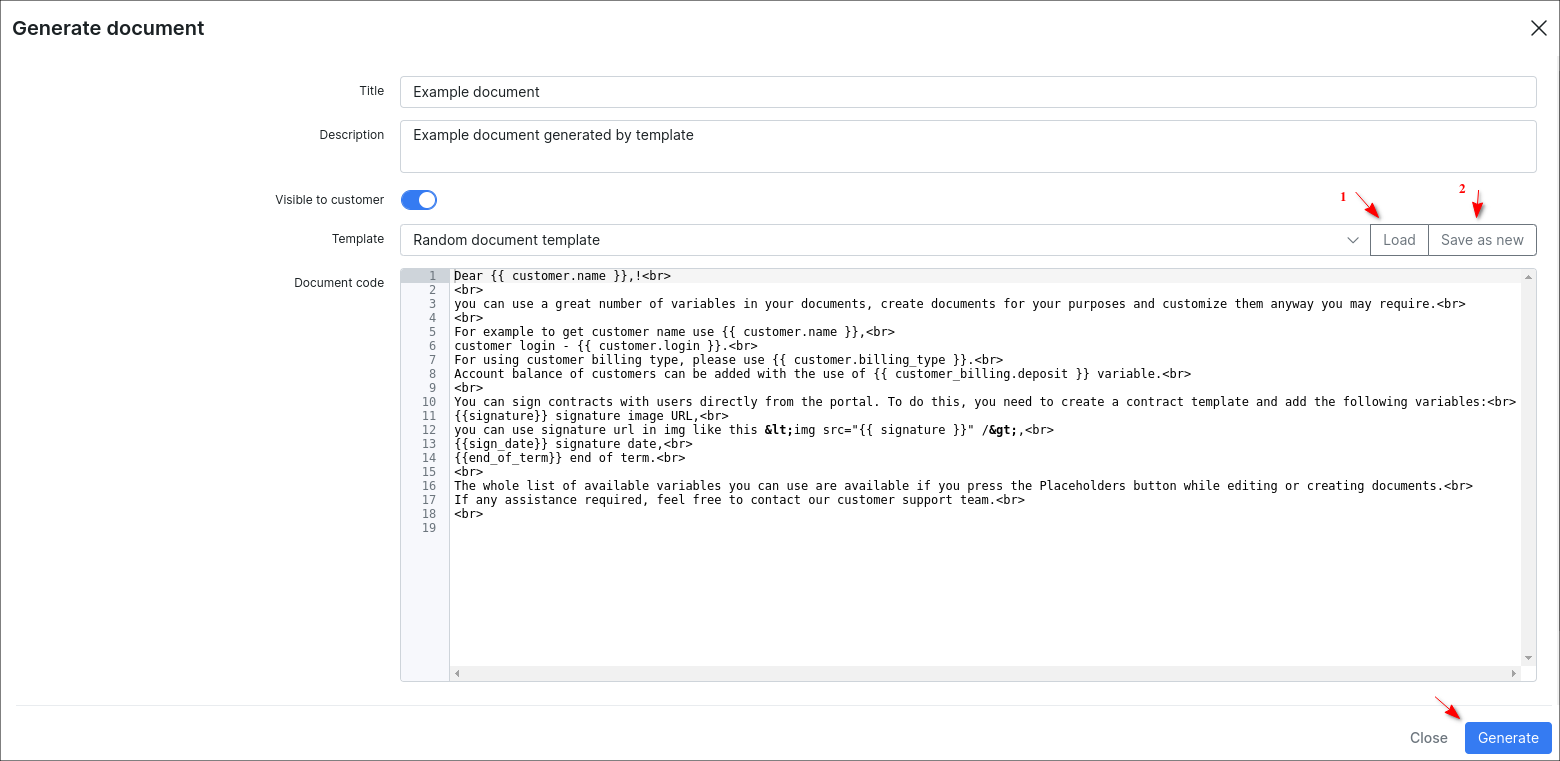 Generate document
Title
Example document
Description
Example document generated by template
Visible to customer
1
2
Template
Random document template
Load
Save as new
Document code
1 Dear {{ customer.name }},!<br>
2 <br>
3 you can use a great number of variables in your documents, create documents for your purposes and customize them anyway you may require.<br>
4 <br>
5 For example to get customer name use {{ customer.name }},<br>
6 customer login - {{ customer.login }}.<br>
7 For using customer billing type, please use {{ customer.billing_type }}.<br>
8 Account balance of customers can be added with the use of {{ customer_billing.deposit }} variable.<br>
9 <br>
10 You can sign contracts with users directly from the portal. To do this, you need to create a contract template and add the following variables:<br>
11 {{signature}} signature image URL,<br>
12 you can use signature url in img like this &lt;img src="{{ signature }}" /&gt;,<br>
13 {{sign_date}} signature date,<br>
14 {{end_of_term}} end of term.<br>
15 <br>
16 The whole list of available variables you can use are available if you press the Placeholders button while editing or creating documents.<br>
17 If any assistance required, feel free to contact our customer support team.<br>
18 <br>
19
Close
Generate